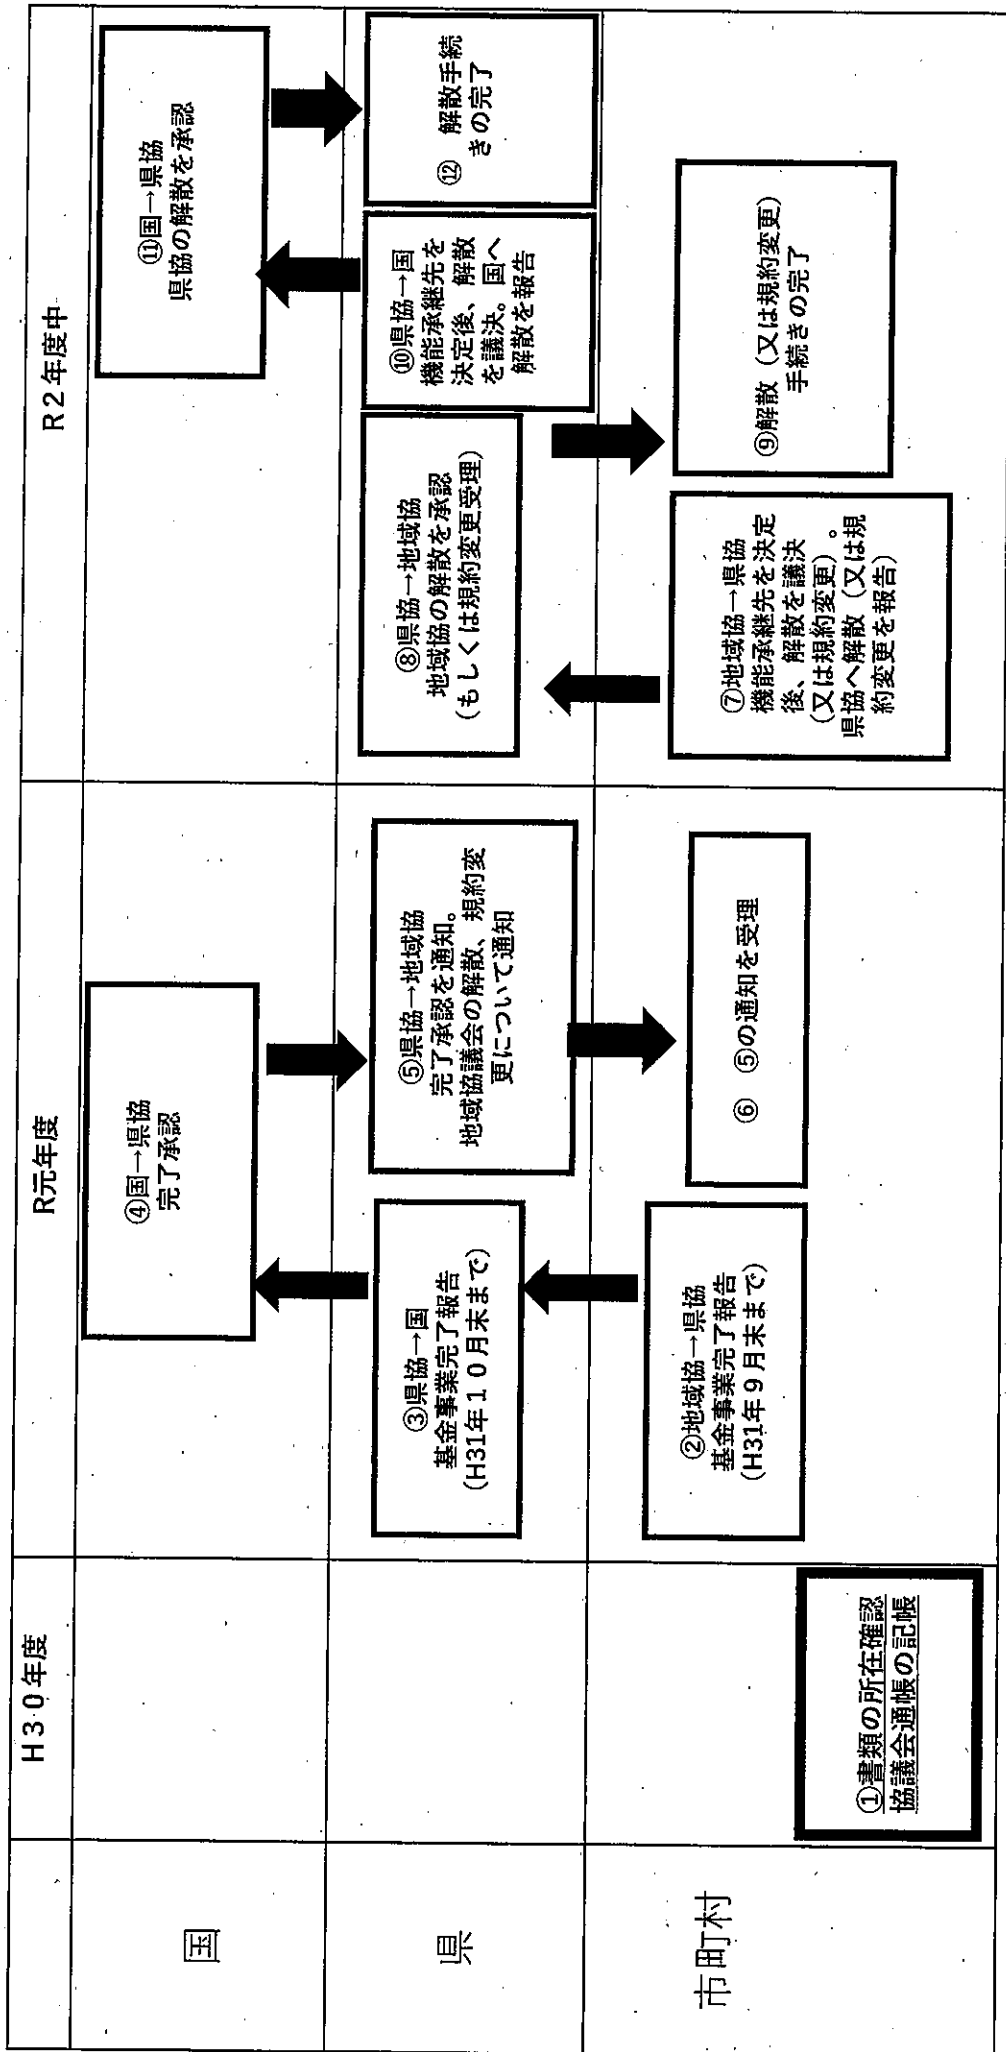 H30年度
R元年度
R2年度中
国
④国→県協
完了承認
⑪国→県協
県協の解散を承認
県
③県協→国
基金事業完了報告
(H31年10月末まで)
⑤県協→地域協
完了承認を通知。
地域協議会の解散、規約変
更について通知
⑧県協→地域協
地域協の解散を承認
(もしくは規約変更受理)
⑩県協→国
機能承継先を
決定後、解散
を議決。国へ
解散を報告
⑫ 解散手続
きの完了
市町村
①書類の所在確認
協議会通帳の記帳
②地域協→県協
基金事業完了報告
(H31年9月末まで)
⑥ ⑤の通知を受理
⑦地域協→県協
機能承継先を決定
後、解散を議決
(又は規約変更)。
県協へ解散(又は規
約変更を報告)
⑨解散(又は規約変更)
手続きの完了